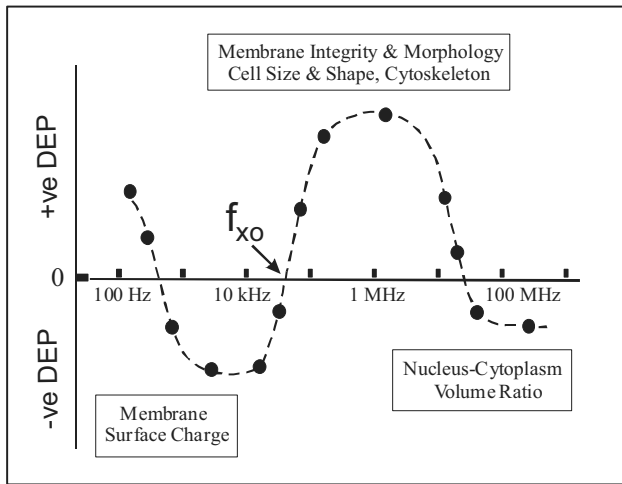 Membrane Integrity & Morphology
Cell Size & Shape, Cytoskeleton
+ve DEP
fxo
0
100 Hz 10 kHz 1 MHz 100 MHz
-ve DEP
Nucleus-Cytoplasm
Volume Ratio
Membrane
Surface Charge